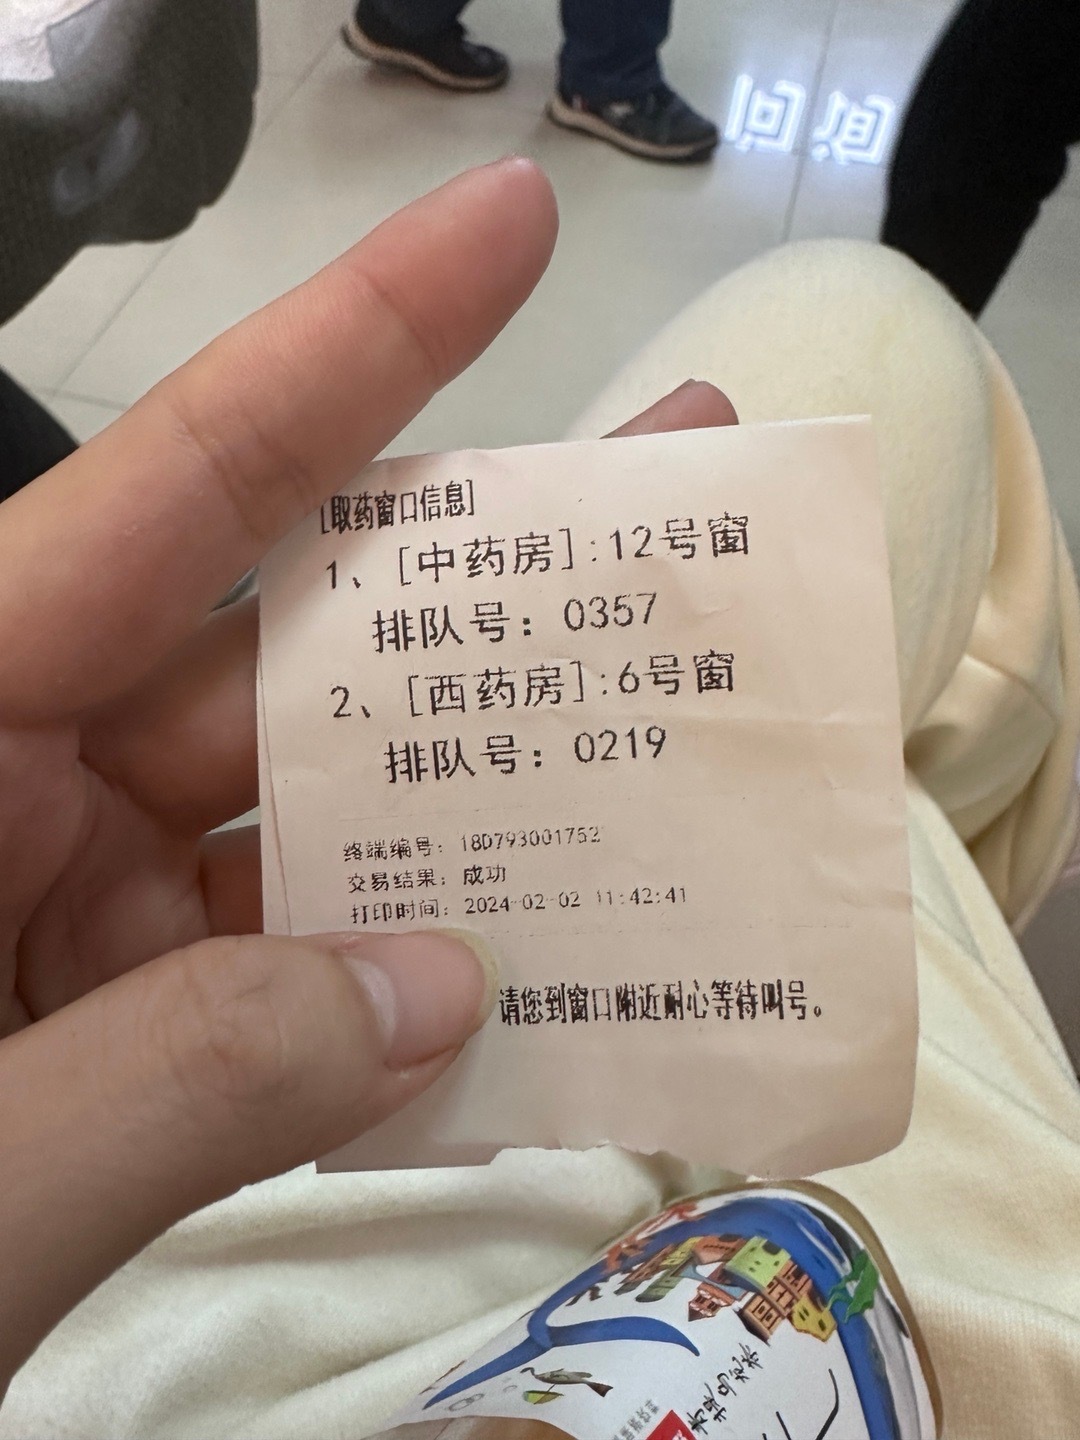 [取药窗口信息]
1、[中药房]:12号窗
排队号：0357
2、[西药房]:6号窗
排队号：0219
终端编号：18D793001752
交易结果：成功
打印时间：2024-02-02 11:42:41
请您到窗口附近耐心等待叫号。